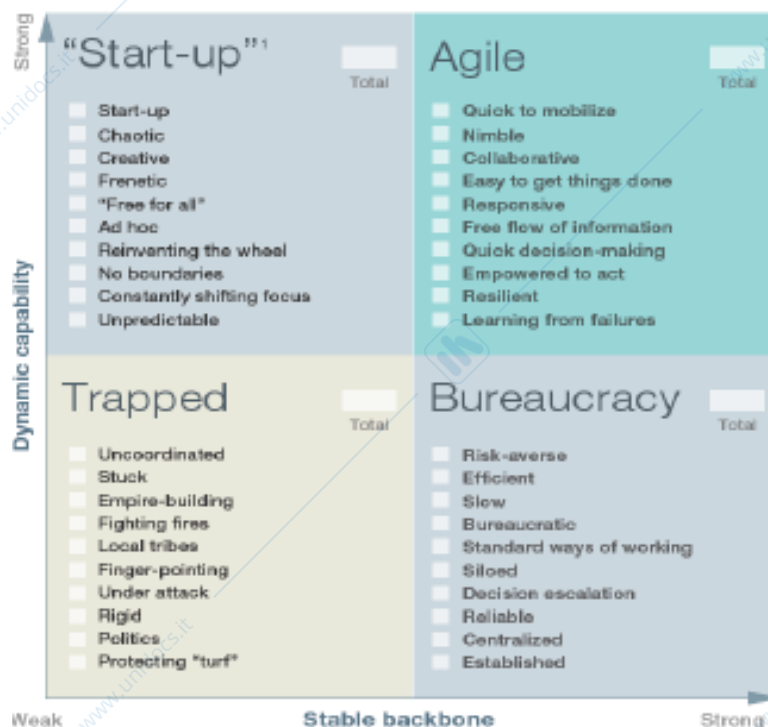 Strong
"Start-up"¹
Total
Start-up
Chaotic
Creative
Frenetic
"Free for all"
Ad hoc
Reinventing the wheel
No boundaries
Constantly shifting focus
Unpredictable
Agile
Total
Quick to mobilize
Nimble
Collaborative
Easy to get things done
Responsive
Free flow of information
Quick decision-making
Empowered to act
Resilient
Learning from failures
Dynamic capability
Trapped
Total
Uncoordinated
Stuck
Empire-building
Fighting fires
Local tribes
Finger-pointing
Under attack
Rigid
Politics
Protecting "turf"
Bureaucracy
Total
Risk-averse
Efficient
Slow
Bureaucratic
Standard ways of working
Siloed
Decision escalation
Reliable
Centralized
Established
Weak
Stable backbone
Strong
www.unidocs.it